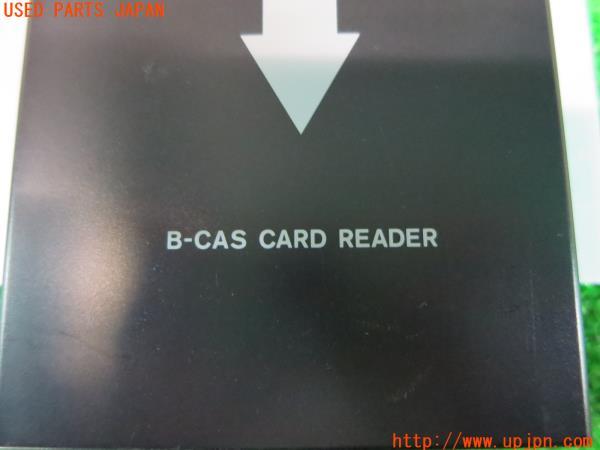 USED PARTS JAPAN
B-CAS CARD READER
http://www.upjpn.com